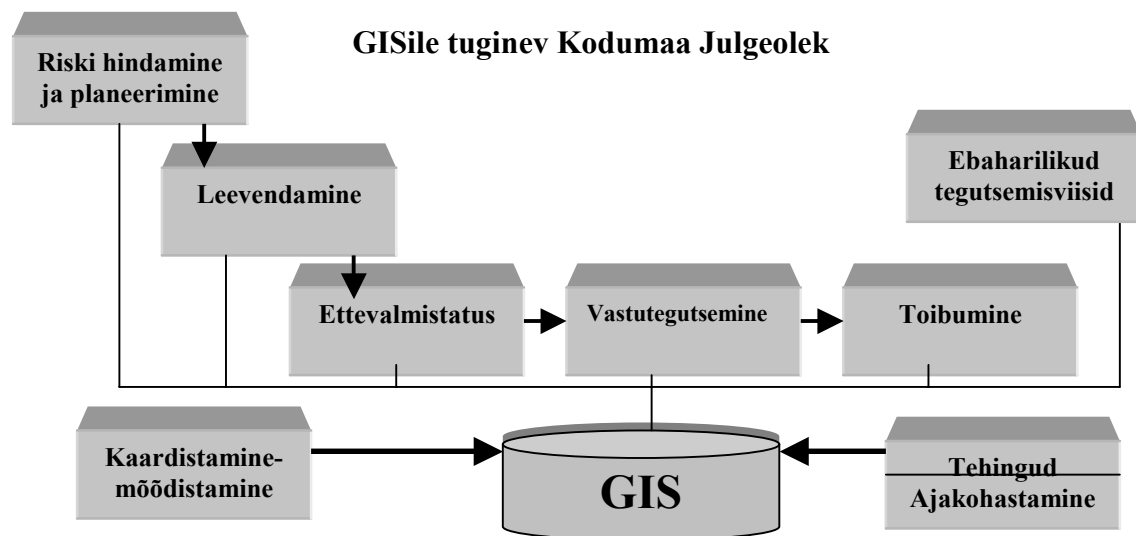 GISile tuginev Kodumaa Julgeolek
Riski hindamine
ja planeerimine
Ebaharilikud
tegutsemisviisid
Leevendamine
Ettevalmistatus
Vastutegutsemine
Toibumine
Kaardistamine-
mõõdistamine
GIS
Tehingud
Ajakohastamine